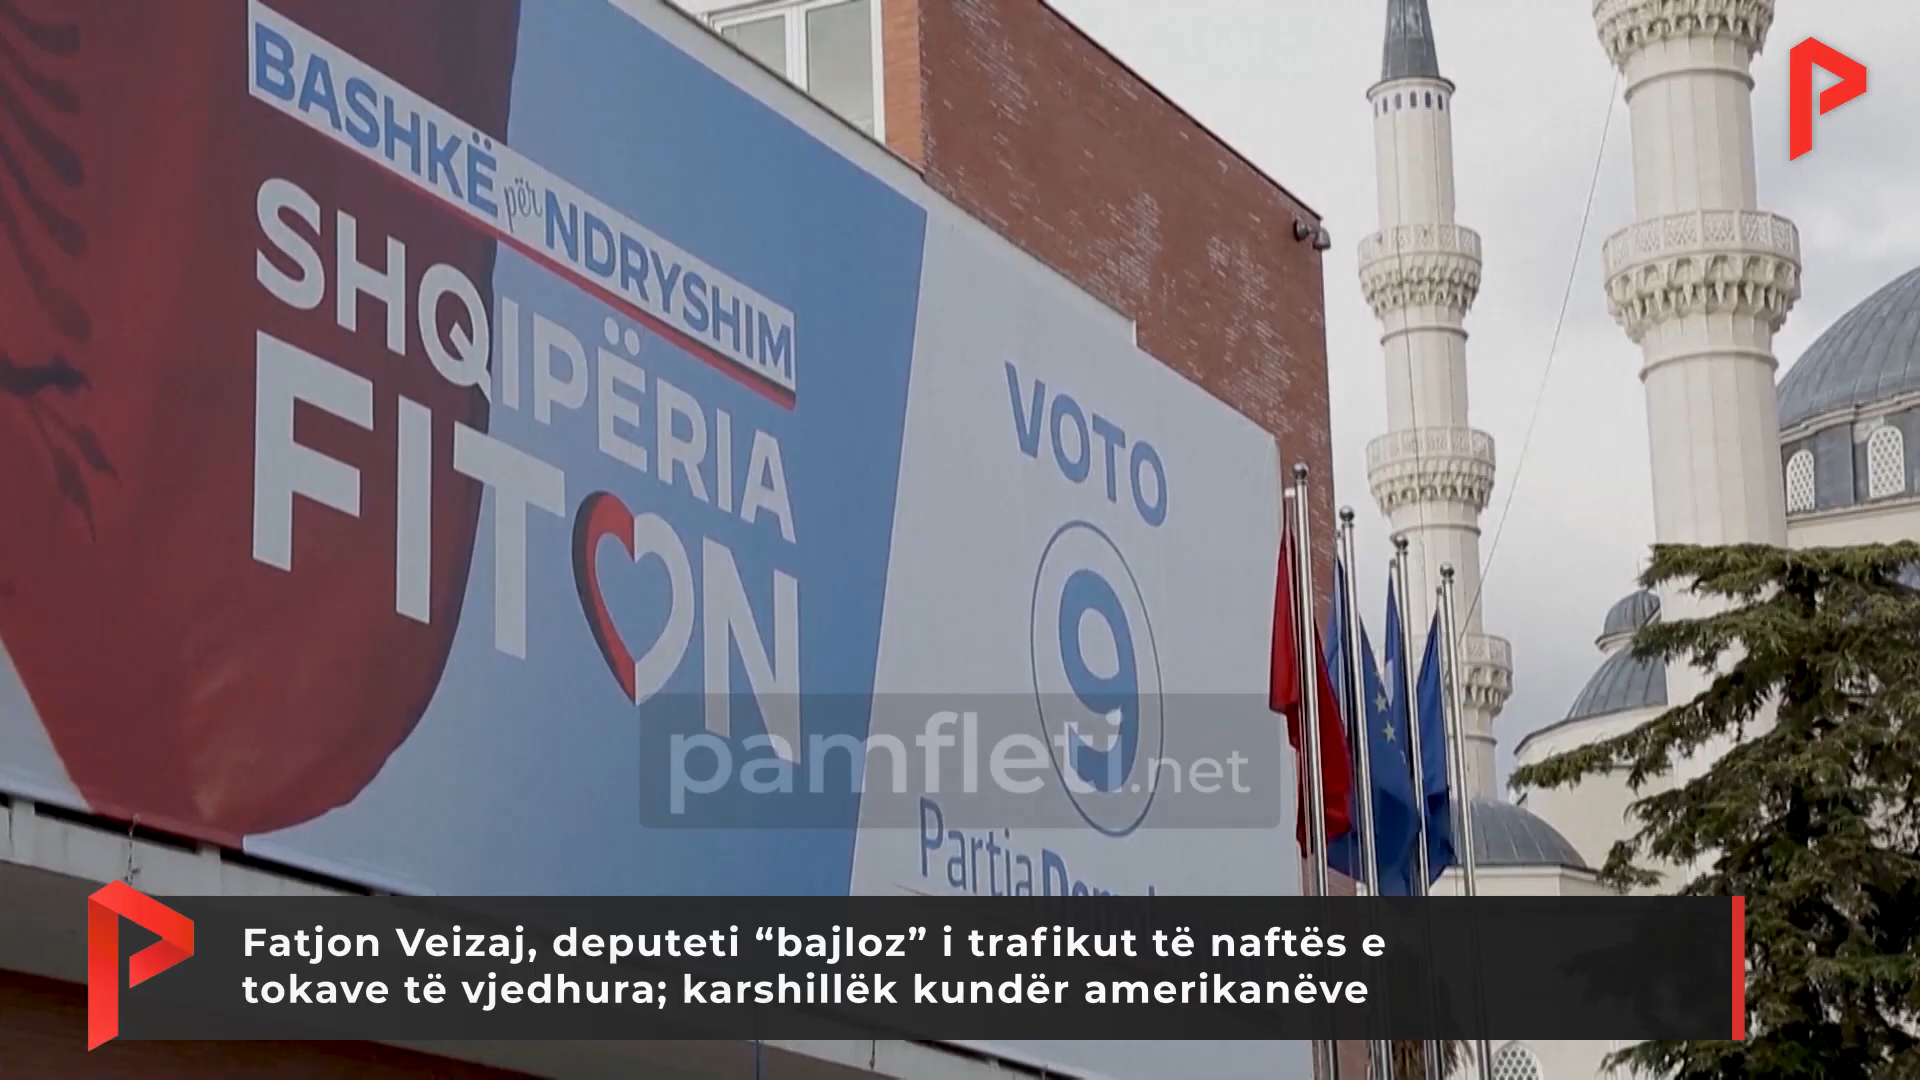 BASHKË për NDRYSHIM
SHQIPËRIA
FITON
VOTO
9
Partia
pamfleti.net
Fatjon Veizaj, deputeti “bajloz” i trafikut të naftës e
tokave të vjedhura; karshillëk kundër amerikanëve